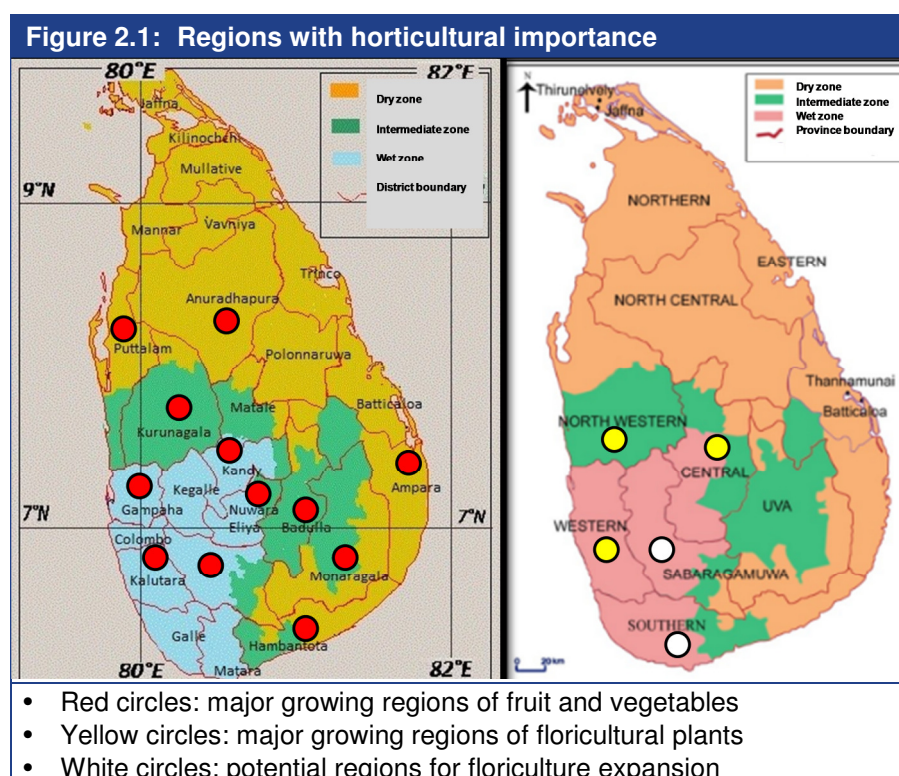 Figure 2.1: Regions with horticultural importance
80°E
82°E
Dry zone
Intermediate zone
Wet zone
District boundary
Jaffna
Kilinochchi
Mullative
9°N
Mannar
Vavniya
Trinco
Anuradhapura
Puttalam
Polonnaruwa
Matale
Batticaloa
Kurunagala
Kandy
Kegalle
Ampara
Gampaha
Nuwara
Eliya
Badulla
7°N
7°N
Colombo
Kalutara
Monaragala
Galle
Hambantota
Matara
80°E
82°E
N
Thirunelvely
Jaffna
Dry zone
Intermediate zone
Wet zone
Province boundary
NORTHERN
EASTERN
NORTH CENTRAL
Thannamunai
Batticaloa
NORTH WESTERN
CENTRAL
UVA
WESTERN
SABARAGAMUWA
SOUTHERN
20km
• Red circles: major growing regions of fruit and vegetables
• Yellow circles: major growing regions of floricultural plants
• White circles: potential regions for floriculture expansion